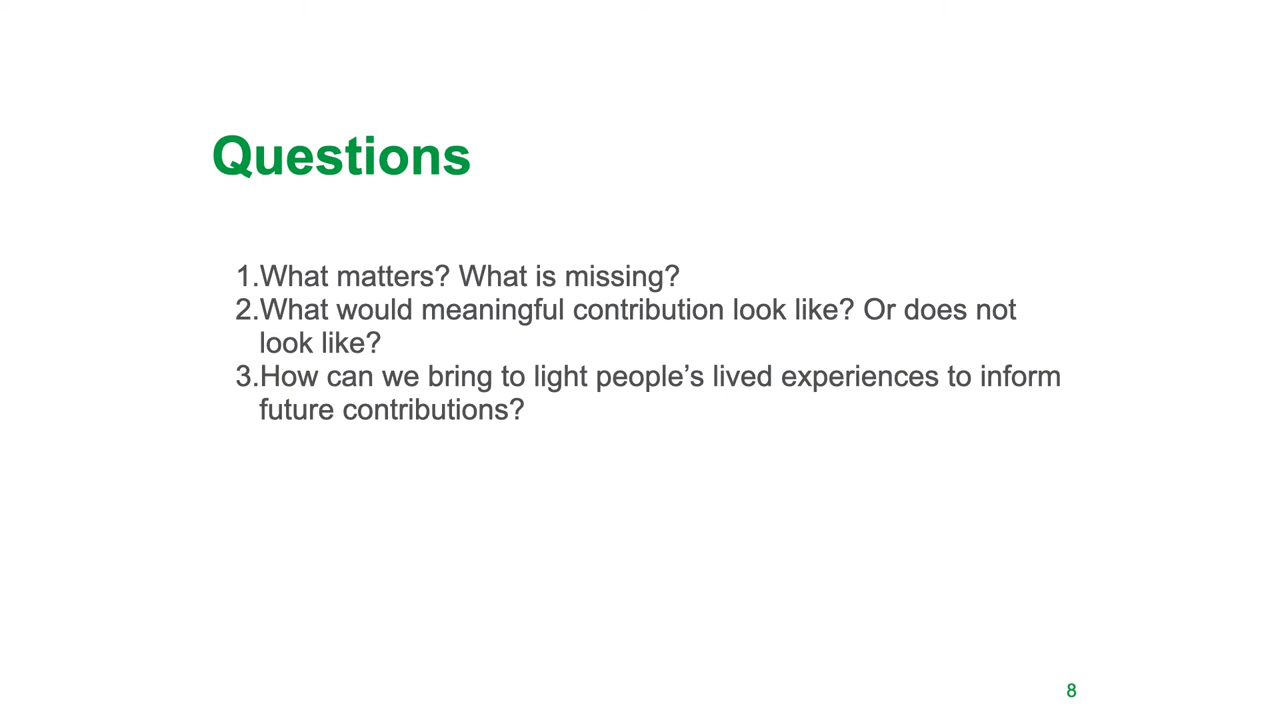 Questions
1.What matters? What is missing?
2.What would meaningful contribution look like? Or does not
look like?
3.How can we bring to light people’s lived experiences to inform
future contributions?
8